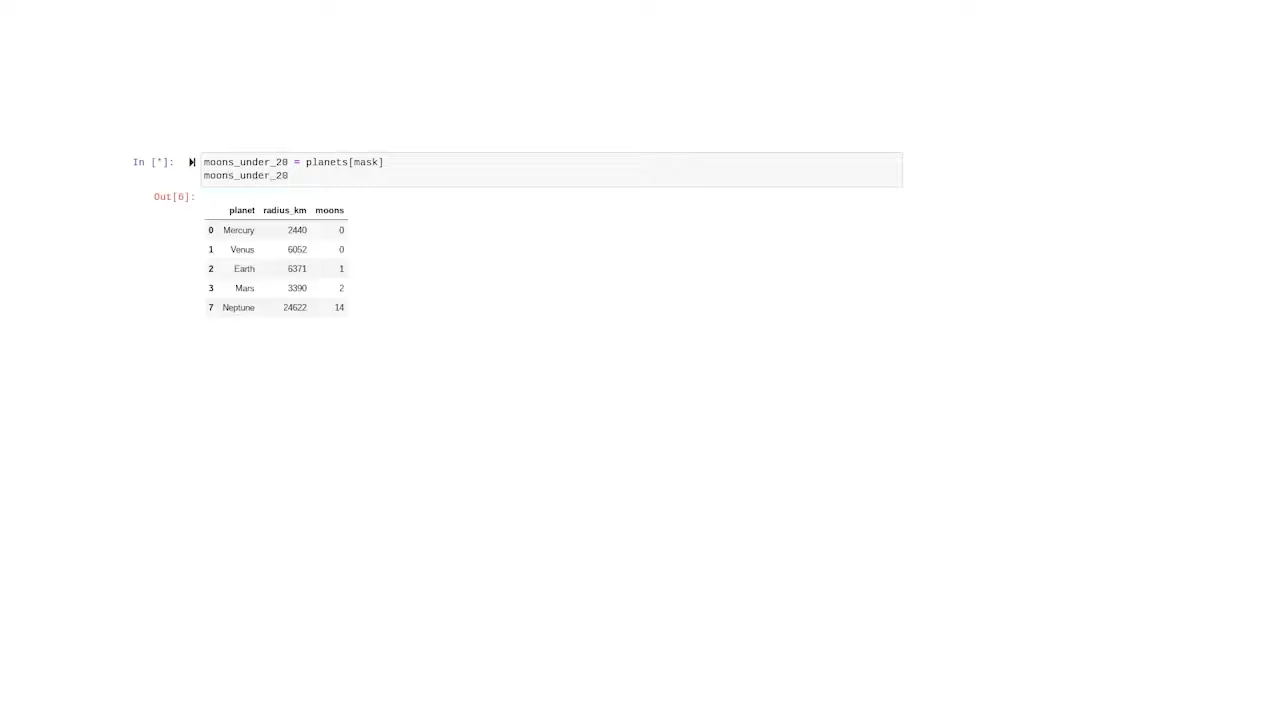 In [*]: moons_under_20 = planets[mask]
moons_under_20
Out[6]:
planet radius_km moons
0 Mercury 2440 0
1 Venus 6052 0
2 Earth 6371 1
3 Mars 3390 2
7 Neptune 24622 14